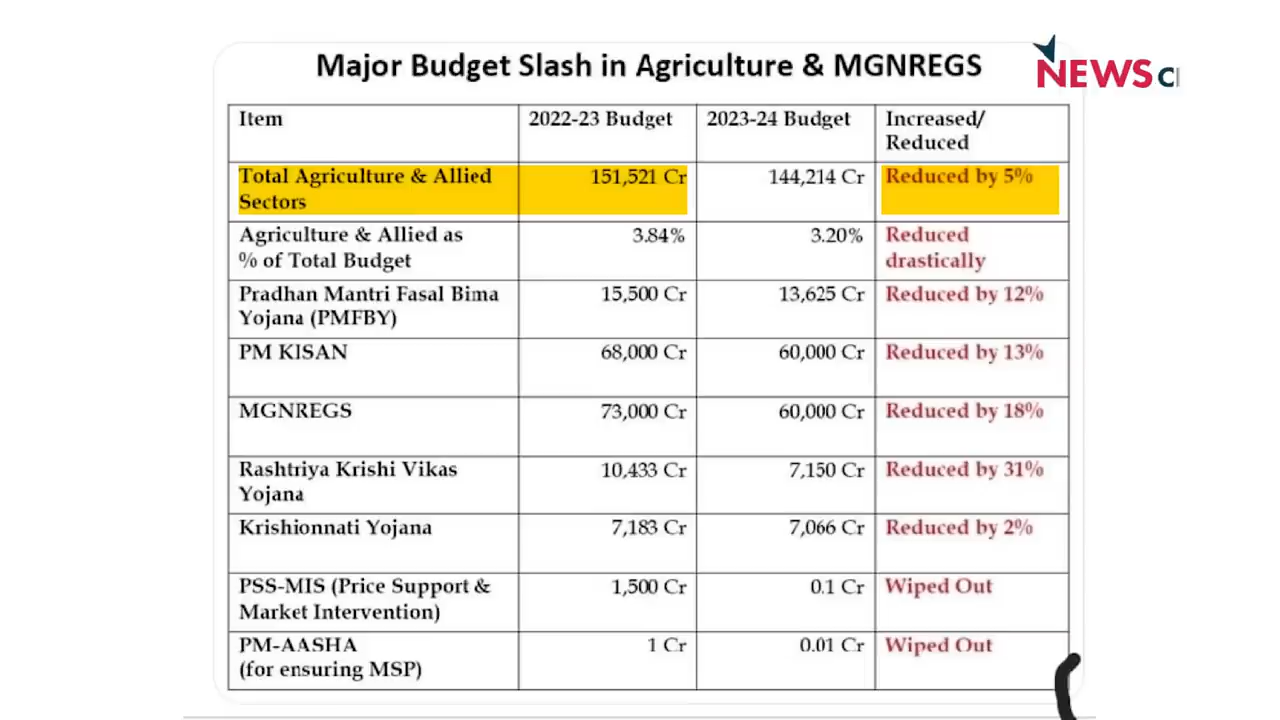 Major Budget Slash in Agriculture & MGNREGS
NEWS
Item 2022-23 Budget 2023-24 Budget Increased/
Reduced
Total Agriculture & Allied 151,521 Cr 144,214 Cr Reduced by 5%
Sectors
Agriculture & Allied as 3.84% 3.20% Reduced
% of Total Budget drastically
Pradhan Mantri Fasal Bima 15,500 Cr 13,625 Cr Reduced by 12%
Yojana (PMFBY)
PM KISAN 68,000 Cr 60,000 Cr Reduced by 13%
MGNREGS 73,000 Cr 60,000 Cr Reduced by 18%
Rashtriya Krishi Vikas 10,433 Cr 7,150 Cr Reduced by 31%
Yojana
Krishionnati Yojana 7,183 Cr 7,066 Cr Reduced by 2%
PSS-MIS (Price Support & 1,500 Cr 0.1 Cr Wiped Out
Market Intervention)
PM-AASHA 1 Cr 0.01 Cr Wiped Out
(for ensuring MSP)